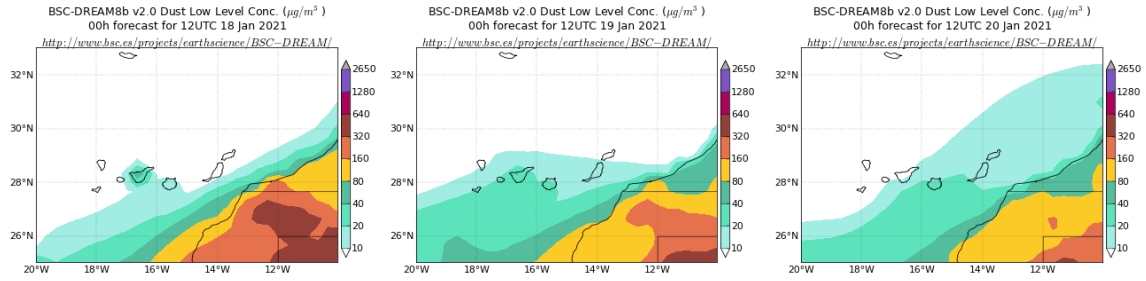 BSC-DREAM8b v2.0 Dust Low Level Conc. (μg/m³ )
00h forecast for 12UTC 18 Jan 2021
http://www.bsc.es/projects/earthscience/BSC-DREAM/
32°N
30°N
28°N
26°N
20°W 18°W 16°W 14°W 12°W
2650
1280
640
320
160
80
40
20
10
BSC-DREAM8b v2.0 Dust Low Level Conc. (μg/m³ )
00h forecast for 12UTC 19 Jan 2021
http://www.bsc.es/projects/earthscience/BSC-DREAM/
32°N
30°N
28°N
26°N
20°W 18°W 16°W 14°W 12°W
2650
1280
640
320
160
80
40
20
10
BSC-DREAM8b v2.0 Dust Low Level Conc. (μg/m³ )
00h forecast for 12UTC 20 Jan 2021
http://www.bsc.es/projects/earthscience/BSC-DREAM/
32°N
30°N
28°N
26°N
20°W 18°W 16°W 14°W 12°W
2650
1280
640
320
160
80
40
20
10